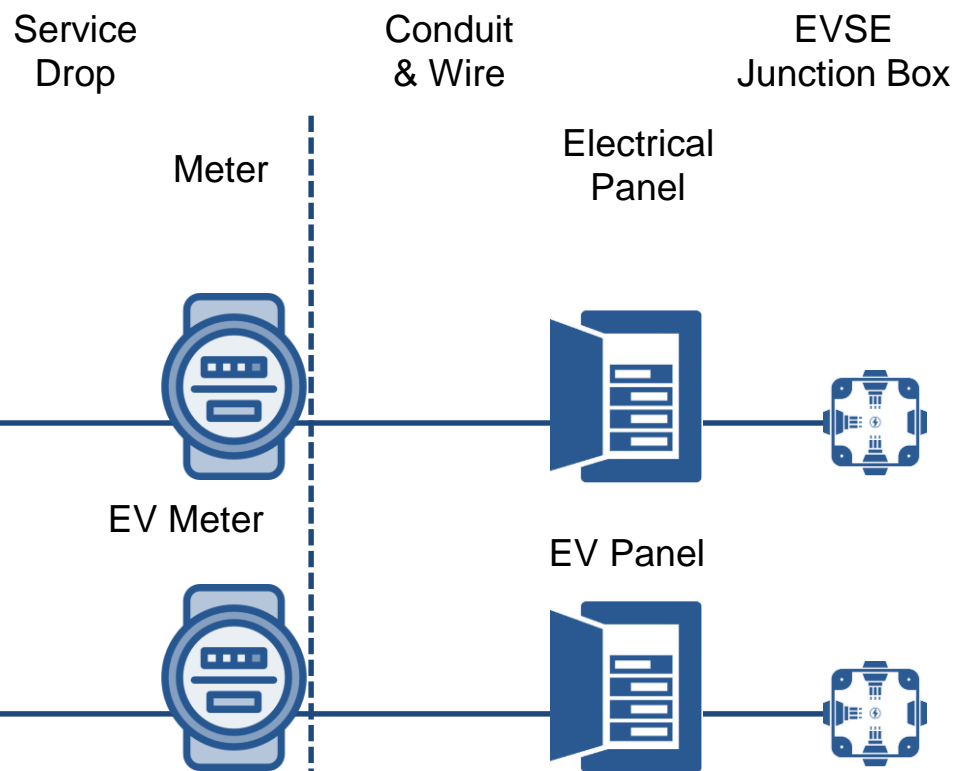 Service
Drop
Conduit
& Wire
EVSE
Junction Box
Meter
Electrical
Panel
EV Meter
EV Panel